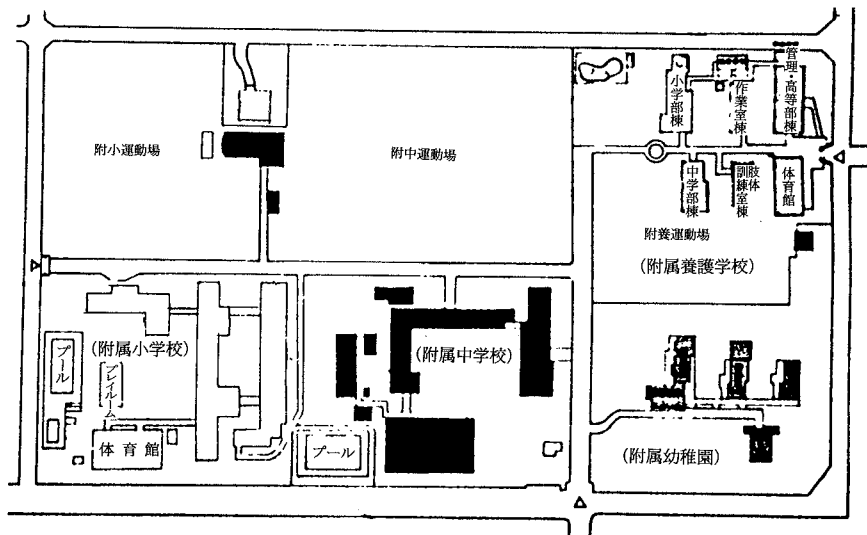 附小運動場
附中運動場
小学部棟
作業室棟
管理・高等部棟
中学部棟
肢体
訓練室棟
体育館
附養運動場
(附属養護学校)
(附属小学校)
プール
プレイルーム
体育館
(附属中学校)
プール
(附属幼稚園)